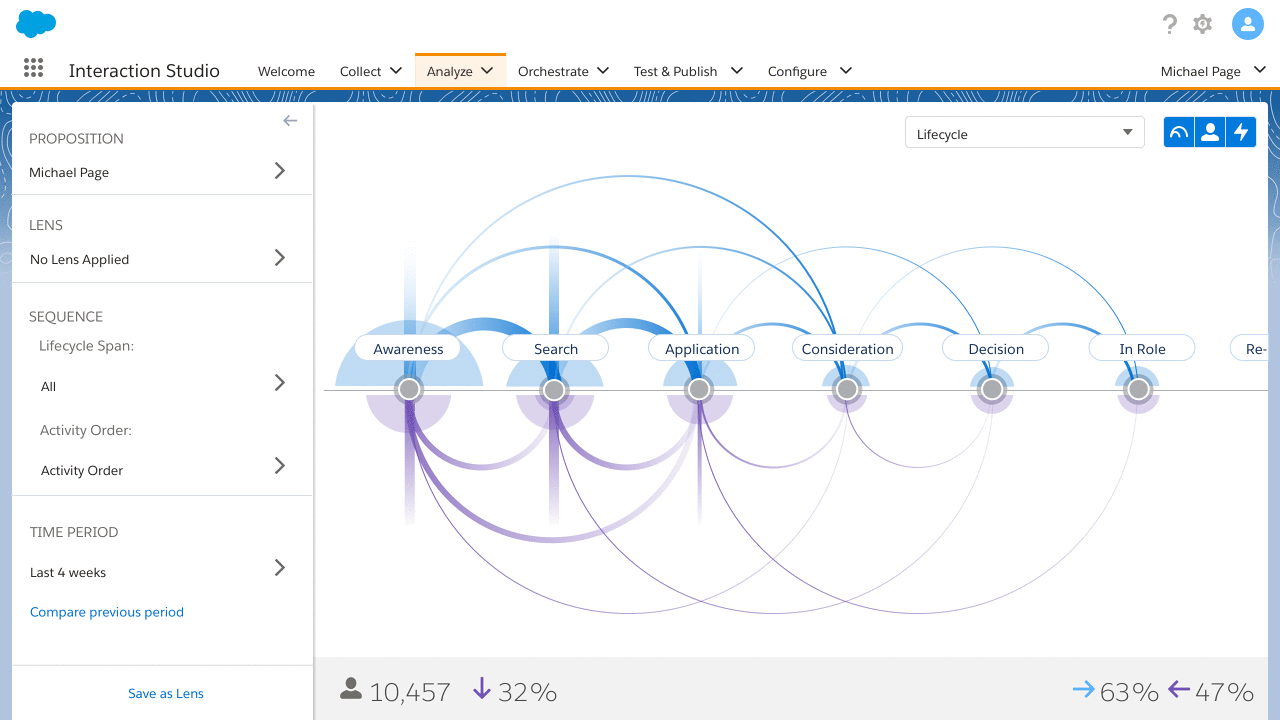 Interaction Studio
Welcome
Collect
Analyze
Orchestrate
Test & Publish
Configure
Michael Page
PROPOSITION
Michael Page
LENS
No Lens Applied
SEQUENCE
Lifecycle Span:
All
Activity Order:
Activity Order
TIME PERIOD
Last 4 weeks
Compare previous period
Save as Lens
Lifecycle
Awareness
Search
Application
Consideration
Decision
In Role
Re-
10,457
32%
63%
47%